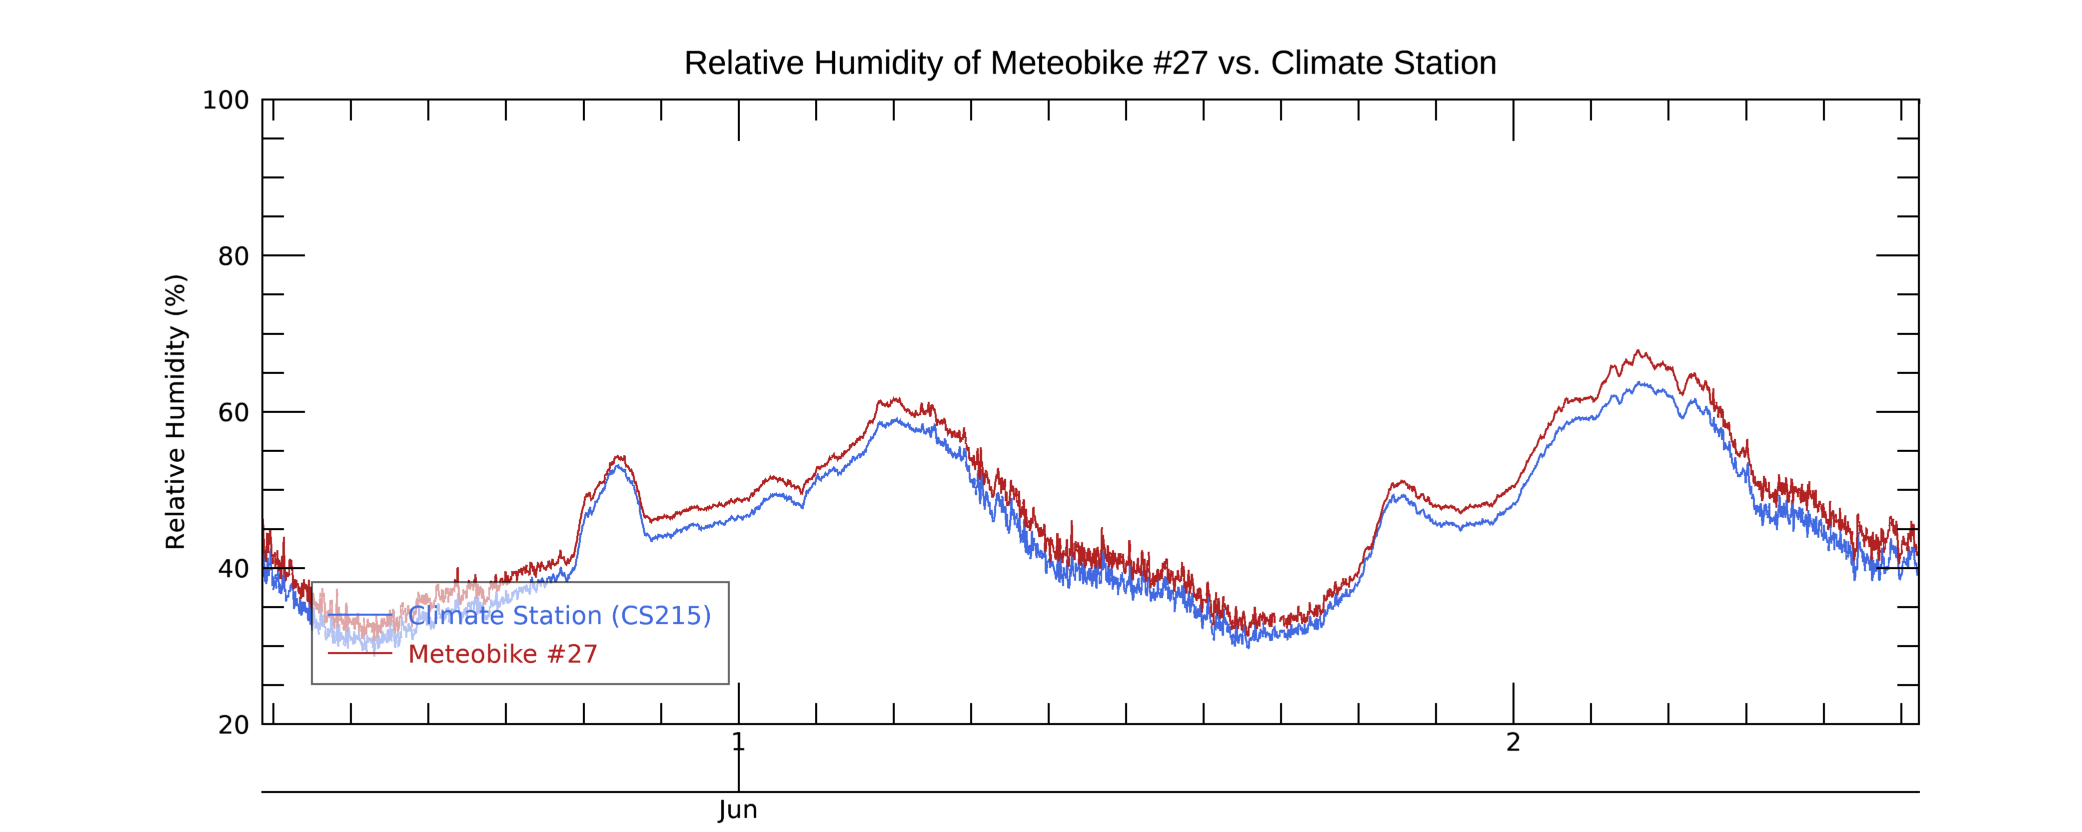 Relative Humidity of Meteobike #27 vs. Climate Station
100
80
60
40
20
Relative Humidity (%)
Climate Station (CS215)
Meteobike #27
1
2
Jun